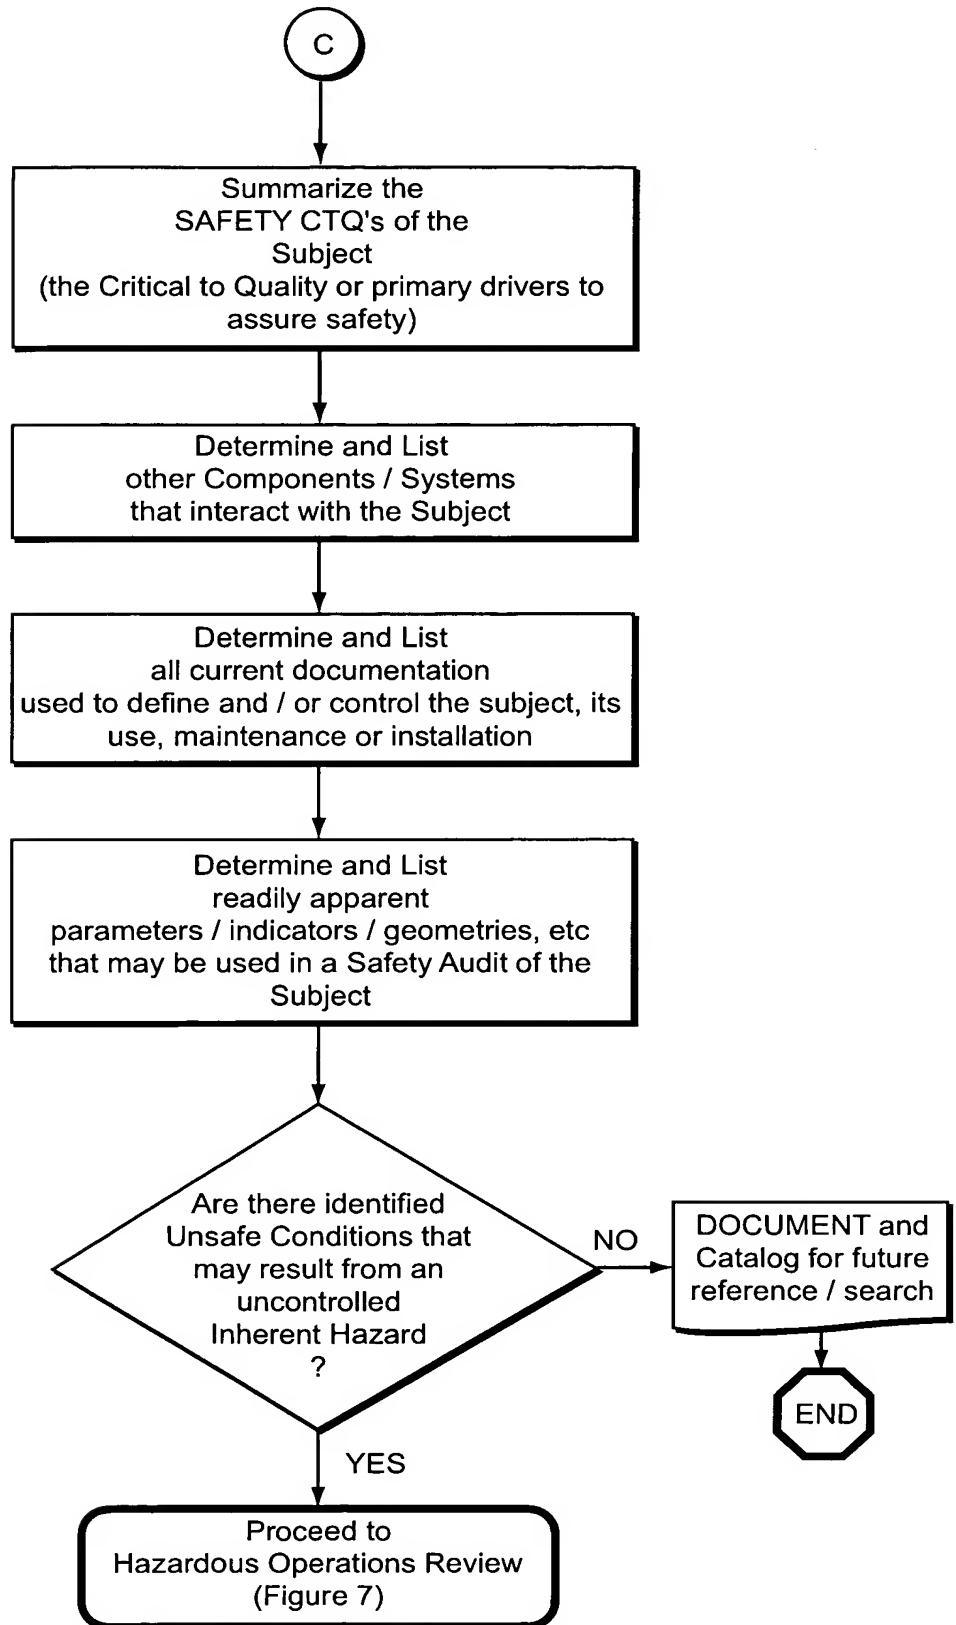 C
Summarize the
SAFETY CTQ's of the
Subject
(the Critical to Quality or primary drivers to
assure safety)
Determine and List
other Components / Systems
that interact with the Subject
Determine and List
all current documentation
used to define and / or control the subject, its
use, maintenance or installation
Determine and List
readily apparent
parameters / indicators / geometries, etc
that may be used in a Safety Audit of the
Subject
Are there identified
Unsafe Conditions that
may result from an
uncontrolled
Inherent Hazard
?
NO
DOCUMENT and
Catalog for future
reference / search
END
YES
Proceed to
Hazardous Operations Review
(Figure 7)